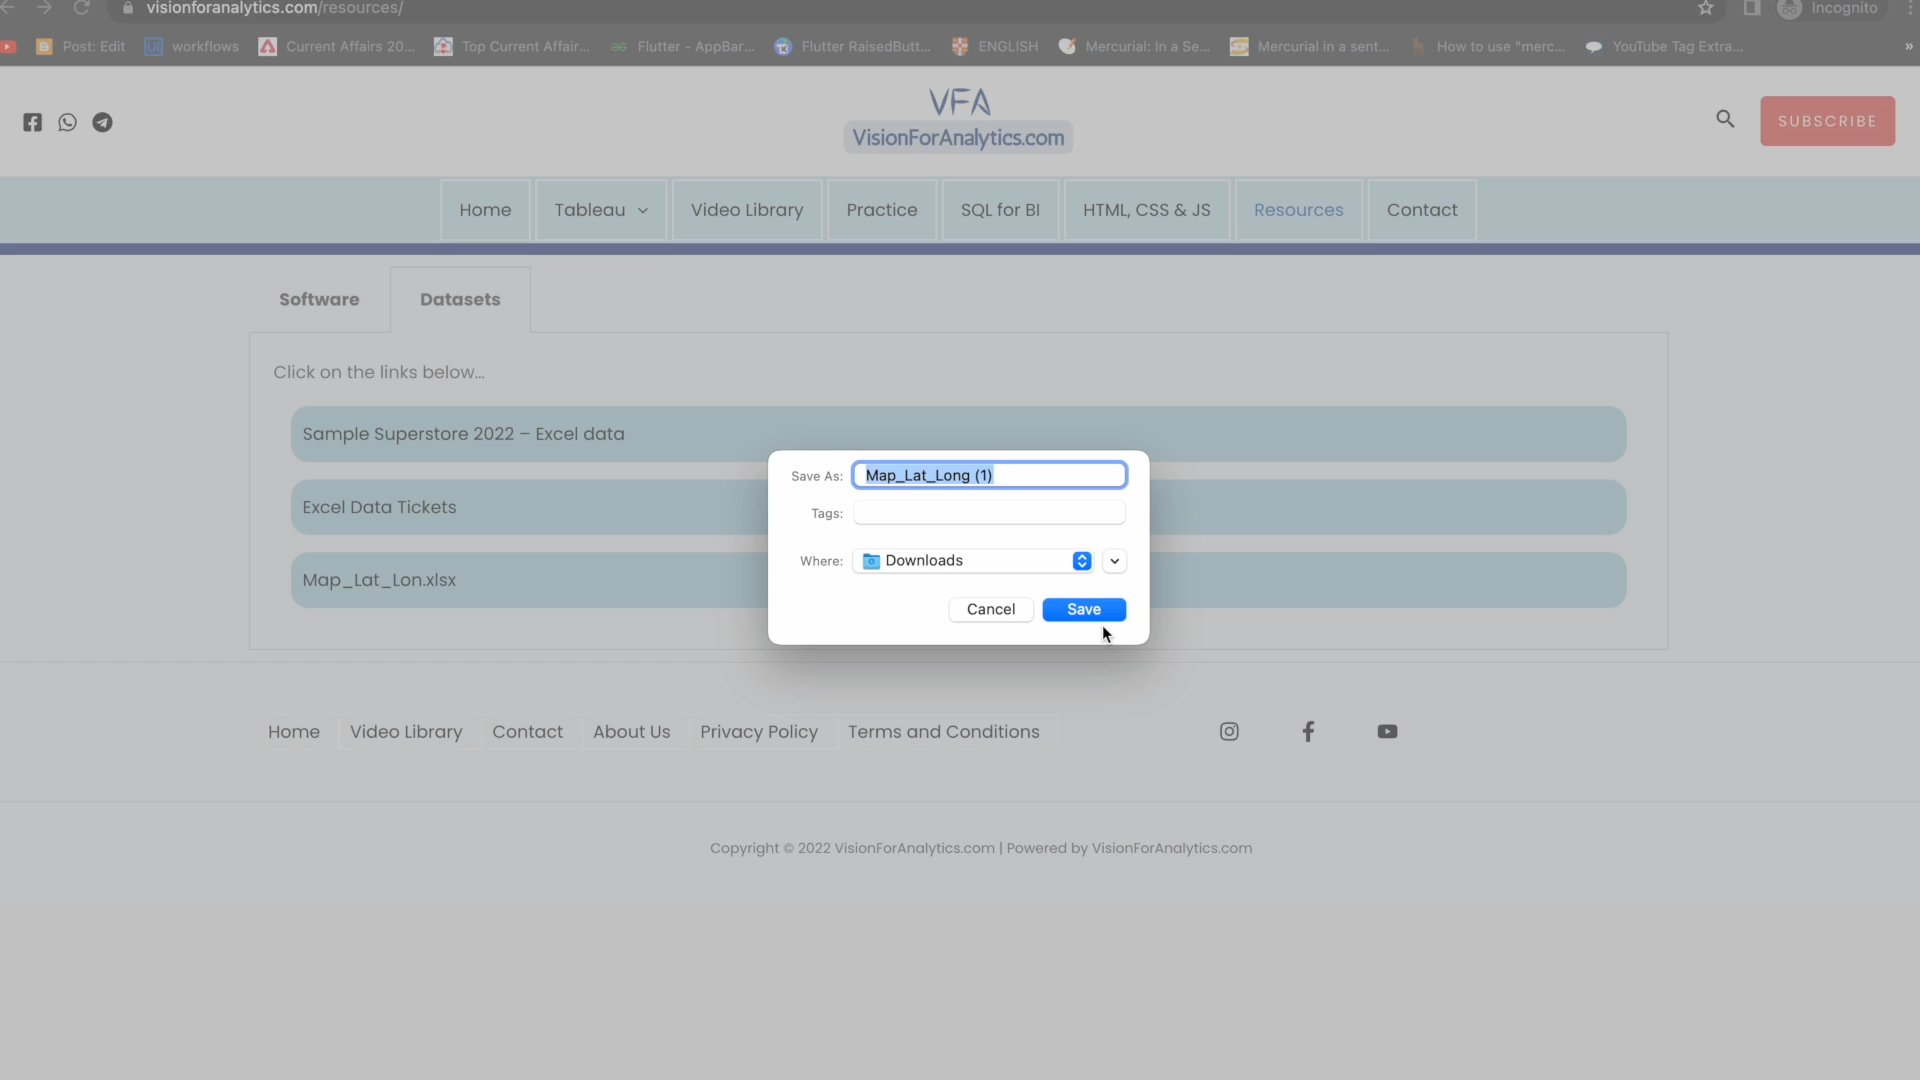 visionforanalytics.com/resources/
Incognito
Post: Edit
workflows
Current Affairs 20...
Top Current Affair...
Flutter - AppBar...
Flutter RaisedButt...
ENGLISH
Mercurial: In a Se...
Mercurial in a sent...
How to use "merc...
YouTube Tag Extra...
»
VFA
VisionForAnalytics.com
SUBSCRIBE
Home
Tableau
Video Library
Practice
SQL for BI
HTML, CSS & JS
Resources
Contact
Software
Datasets
Click on the links below...
Sample Superstore 2022 – Excel data
Excel Data Tickets
Map_Lat_Lon.xlsx
Save As: Map_Lat_Long (1)
Tags:
Where: Downloads
Cancel
Save
Home
Video Library
Contact
About Us
Privacy Policy
Terms and Conditions
Copyright © 2022 VisionForAnalytics.com | Powered by VisionForAnalytics.com